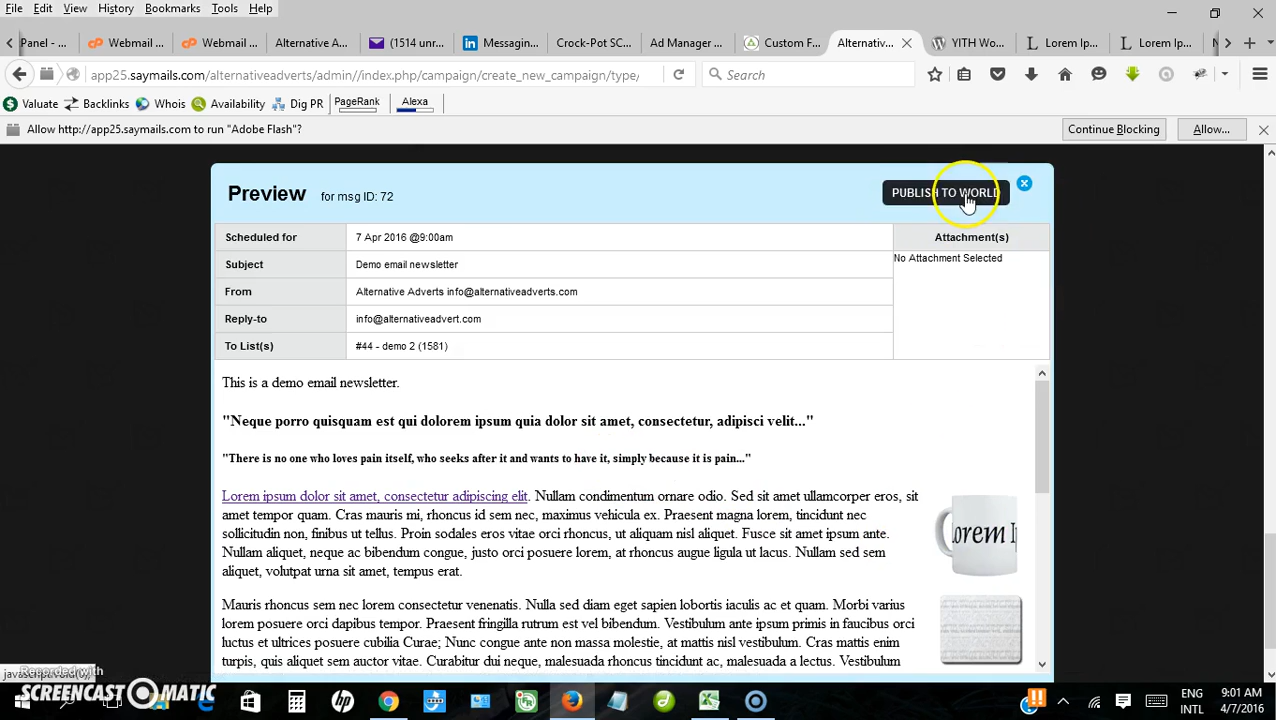 File Edit View History Bookmarks Tools Help
Panel - ... Webmail ... Webmail ... Alternative A... (1514 unr... Messagin... Crock-Pot SC... Ad Manager ... Custom F... Alternativ... YITH Wo... Lorem Ip... Lorem Ip...
app25.saymails.com/alternativeadverts/admin//index.php/campaign/create_new_campaign/type/ Search
Valuate Backlinks Whois Availability Dig PR PageRank Alexa
Allow http://app25.saymails.com to run "Adobe Flash"? Continue Blocking Allow...
Preview for msg ID: 72 PUBLISH TO WORLD
Scheduled for 7 Apr 2016 @9:00am Attachment(s)
Subject Demo email newsletter No Attachment Selected
From Alternative Adverts info@alternativeadverts.com
Reply-to info@alternativeadvert.com
To List(s) #44 - demo 2 (1581)
This is a demo email newsletter.
"Neque porro quisquam est qui dolorem ipsum quia dolor sit amet, consectetur, adipisci velit..."
"There is no one who loves pain itself, who seeks after it and wants to have it, simply because it is pain..."
Lorem ipsum dolor sit amet, consectetur adipiscing elit. Nullam condimentum ornare odio. Sed sit amet ullamcorper eros, sit
amet tempor quam. Cras mauris mi, rhoncus id sem nec, maximus vehicula ex. Praesent magna lorem, tincidunt nec
sollicitudin non, finibus ut tellus. Proin sodales orci rhoncus, ut aliquam nisl aliquet. Fusce sit amet ipsum ante.
Nullam aliquet, neque ac bibendum congue, justo orci posuere lorem, at rhoncus augue ligula ut lacus. Nullam sed sem
aliquet, volutpat urna sit amet, tempus erat.
Lorem Ip
Mauris rhoncus sem nec lorem consectetur venenatis. Nulla sed diam eget sapien lobortis iaculis ac et quam. Morbi varius
lorem et orci dapibus tempor. Praesent fringilla rutrum est vel bibendum. Vestibulum ante ipsum primis in faucibus orci
luctus et ultrices posuere cubilia Curae; Nunc congue ante non massa molestie, at mattis est vestibulum. Cras mattis enim
turpis, quis aliquet sem auctor vitae. Curabitur dui neque, rhoncus tincidunt ac, malesuada a lectus. Vestibulum
Recorded with
SCREENCAST MATIC
ENG 9:01 AM
INTL 4/7/2016